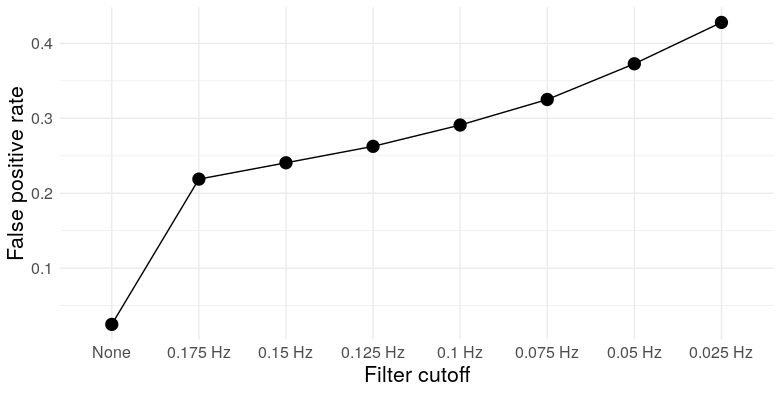 False positive rate
0.4
0.3
0.2
0.1
None 0.175 Hz 0.15 Hz 0.125 Hz 0.1 Hz 0.075 Hz 0.05 Hz 0.025 Hz
Filter cutoff